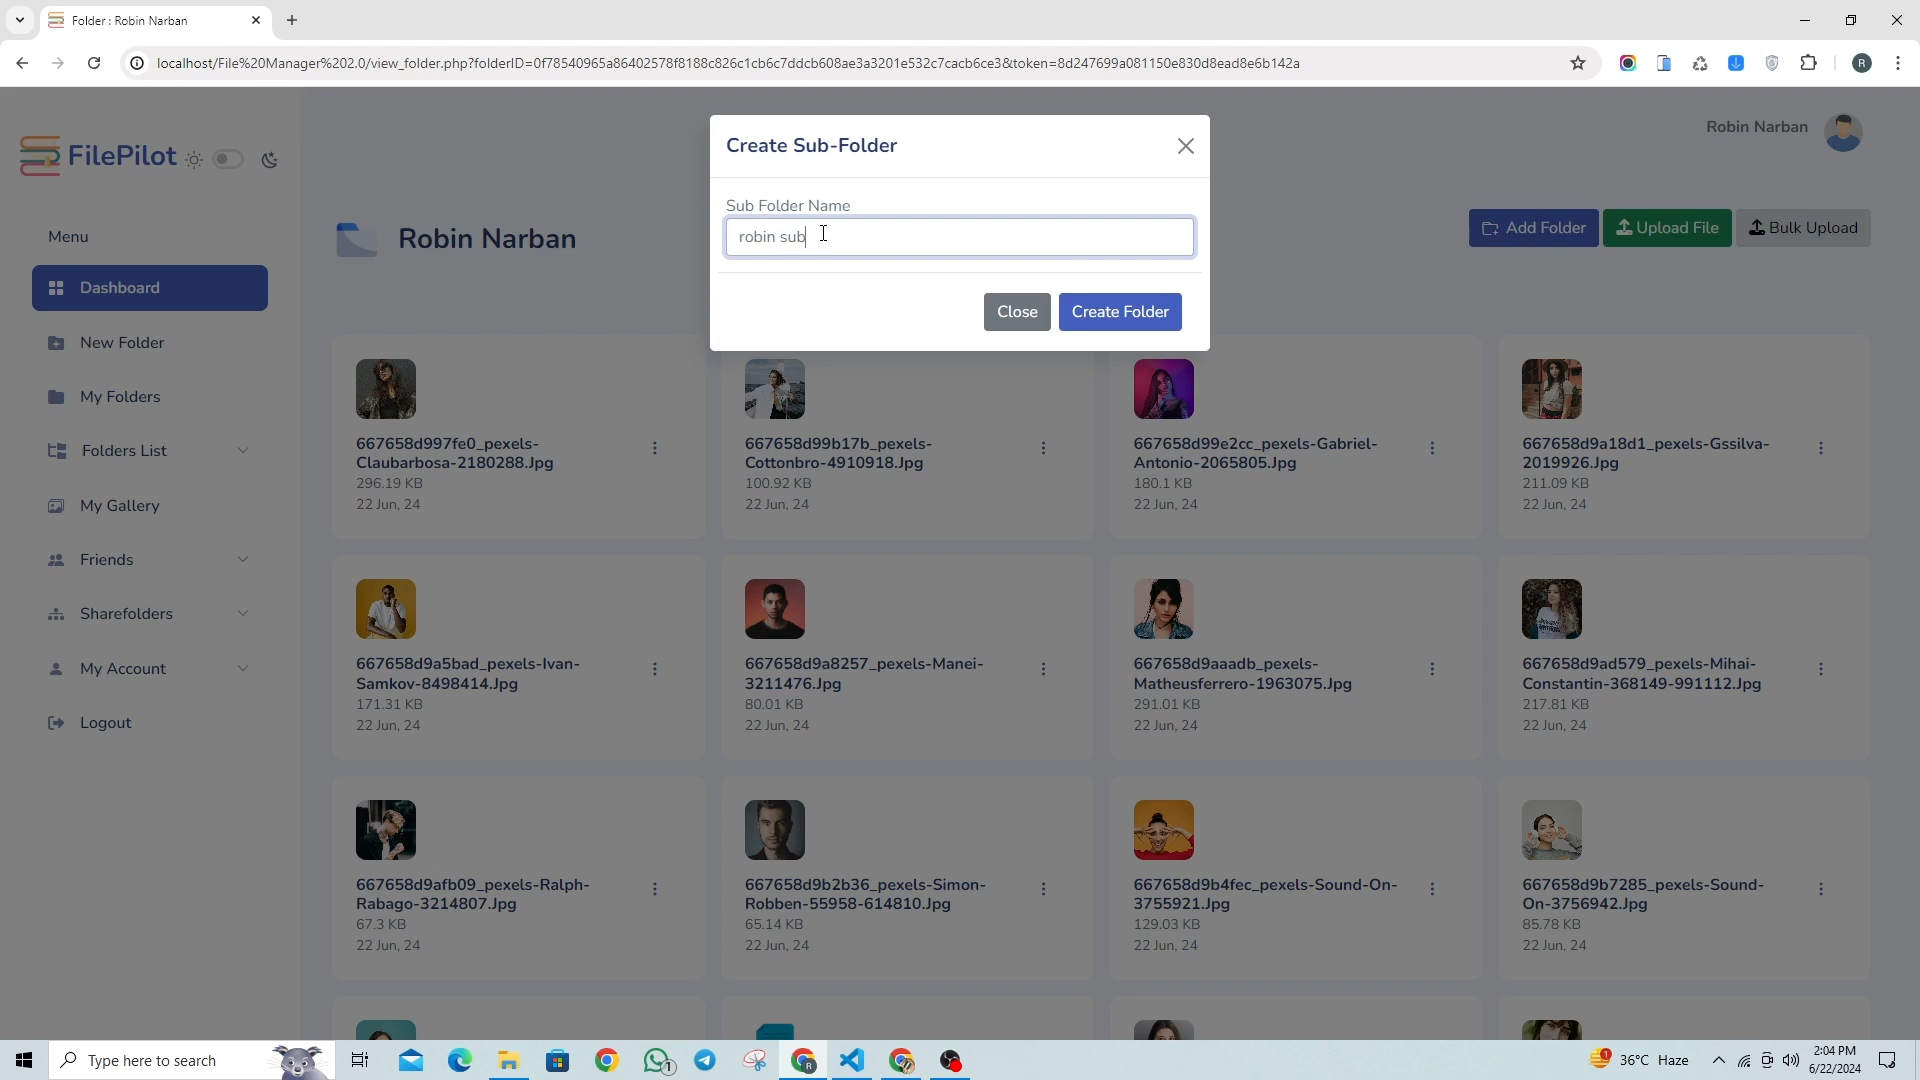 Folder : Robin Narban
localhost/File%20Manager%202.0/view_folder.php?folderID=0f78540965a86402578f8188c826c1cb6c7ddcb608ae3a3201e532c7cacb6ce3&token=8d247699a081150e830d8ead8e6b142a
R
FilePilot
Robin Narban
Create Sub-Folder
Sub Folder Name
robin sub
Close
Create Folder
Robin Narban
Add Folder
Upload File
Bulk Upload
Menu
Dashboard
New Folder
My Folders
Folders List
My Gallery
Friends
Sharefolders
My Account
Logout
667658d997fe0_pexels-
Claubarbosa-2180288.Jpg
296.19 KB
22 Jun, 24
667658d99b17b_pexels-
Cottonbro-4910918.Jpg
100.92 KB
22 Jun, 24
667658d99e2cc_pexels-Gabriel-
Antonio-2065805.Jpg
180.1 KB
22 Jun, 24
667658d9a18d1_pexels-Gssilva-
2019926.Jpg
211.09 KB
22 Jun, 24
667658d9a5bad_pexels-Ivan-
Samkov-8498414.Jpg
171.31 KB
22 Jun, 24
667658d9a8257_pexels-Manei-
3211476.Jpg
80.01 KB
22 Jun, 24
667658d9aaadb_pexels-
Matheusferrero-1963075.Jpg
291.01 KB
22 Jun, 24
667658d9ad579_pexels-Mihai-
Constantin-368149-991112.Jpg
217.81 KB
22 Jun, 24
667658d9afb09_pexels-Ralph-
Rabago-3214807.Jpg
67.3 KB
22 Jun, 24
667658d9b2b36_pexels-Simon-
Robben-55958-614810.Jpg
65.14 KB
22 Jun, 24
667658d9b4fec_pexels-Sound-On-
3755921.Jpg
129.03 KB
22 Jun, 24
667658d9b7285_pexels-Sound-
On-3756942.Jpg
85.78 KB
22 Jun, 24
Type here to search
1
R
1
36°C Haze
2:04 PM
6/22/2024